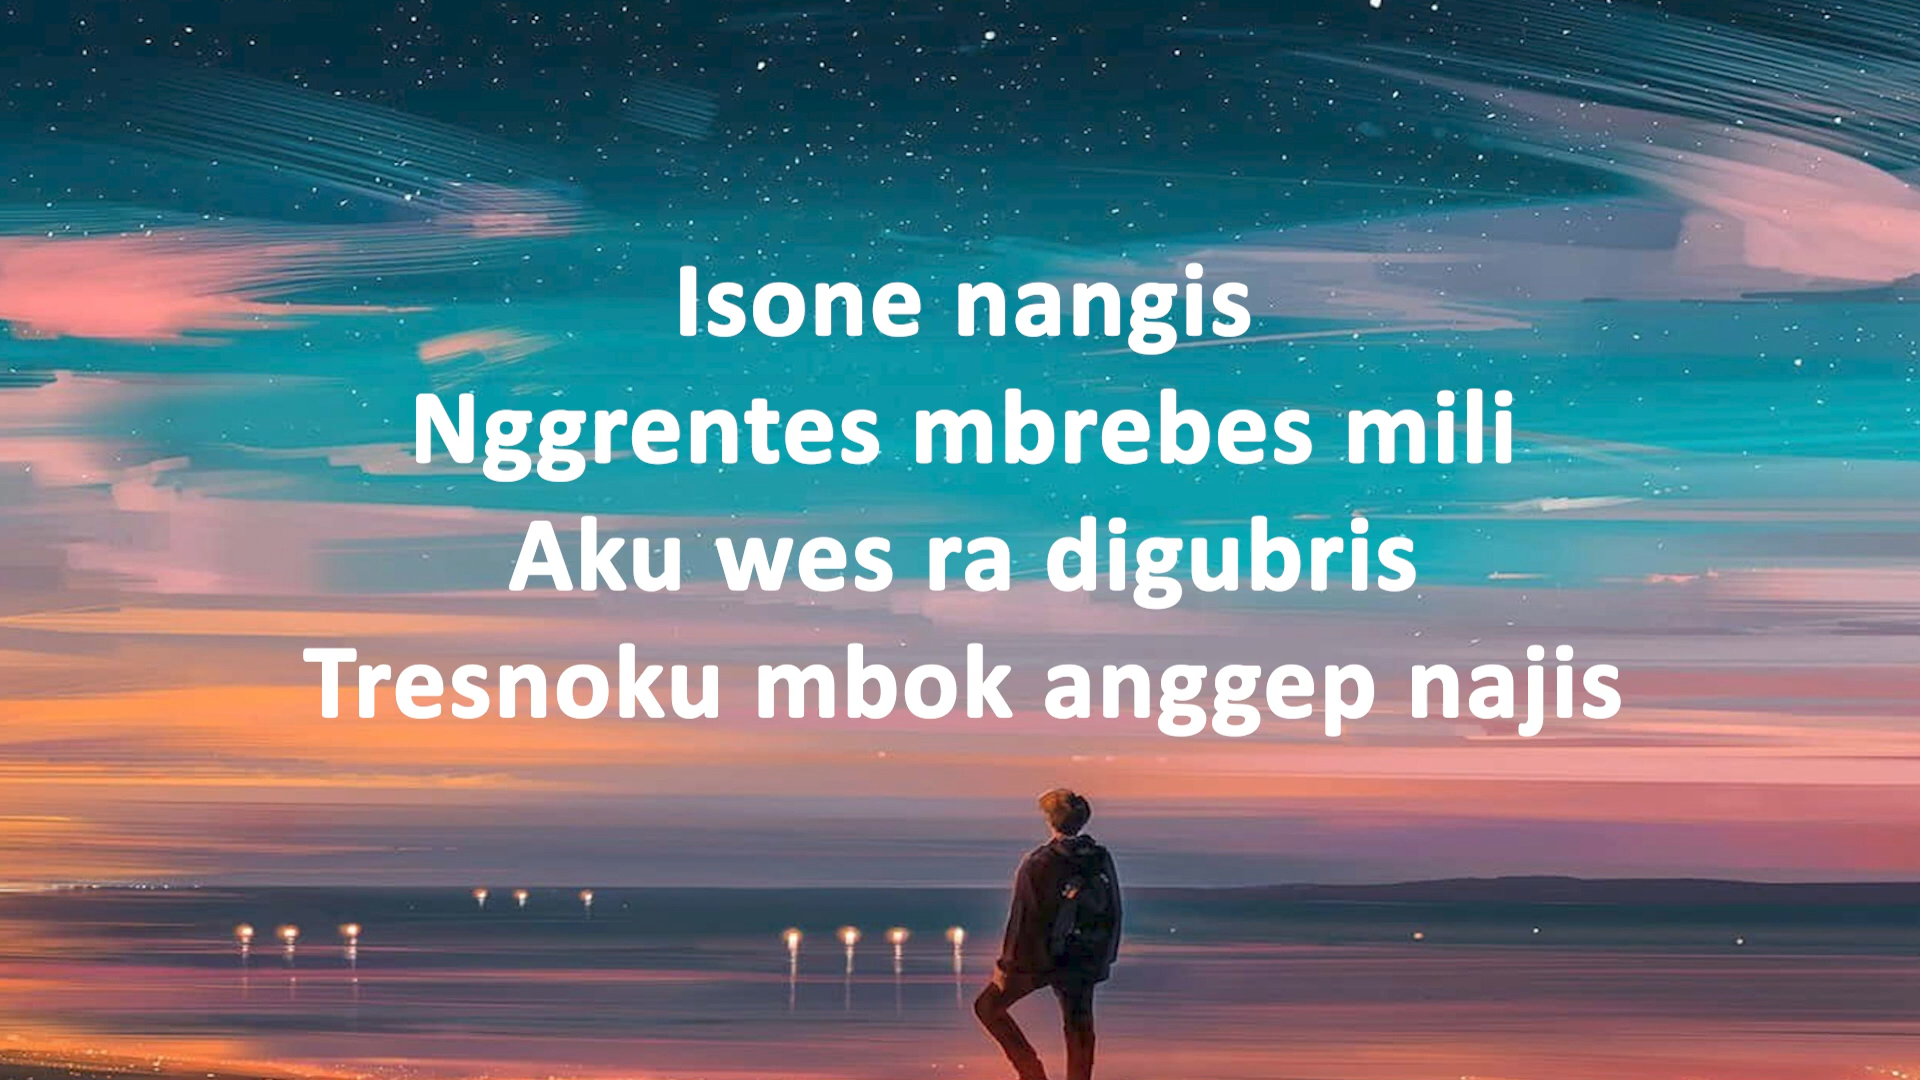 Isone nangis
Nggrentes mbrebes mili
Aku wes ra digubris
Tresnoku mbok anggep najis